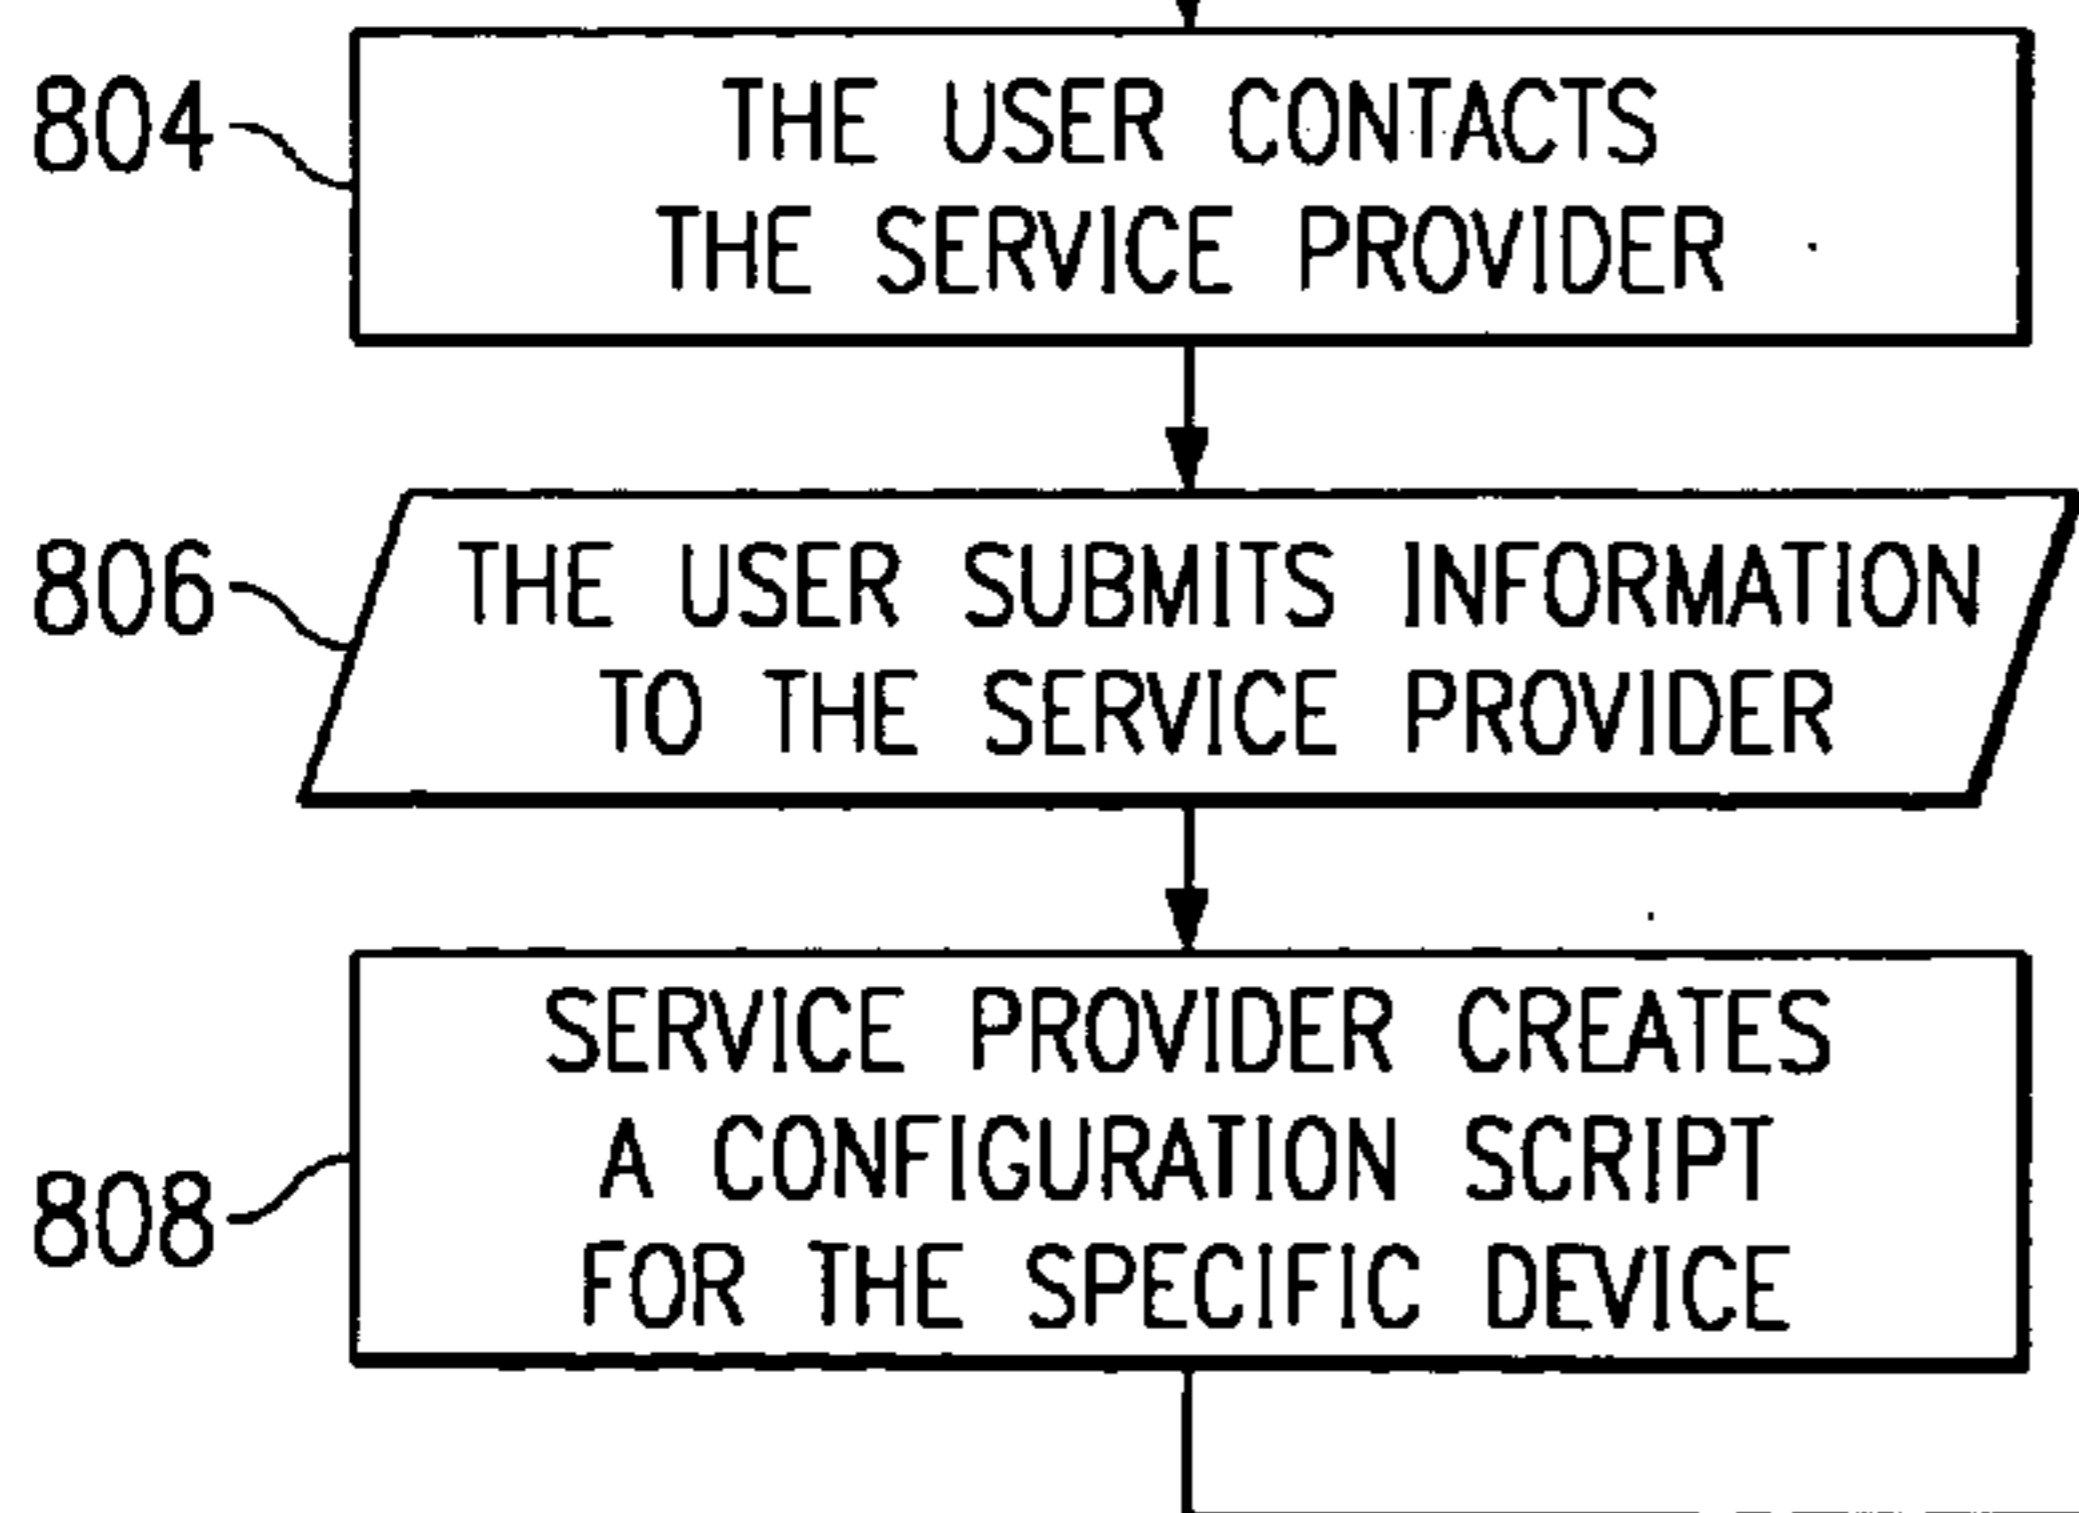 804
THE USER CONTACTS
THE SERVICE PROVIDER
806
THE USER SUBMITS INFORMATION
TO THE SERVICE PROVIDER
808
SERVICE PROVIDER CREATES
A CONFIGURATION SCRIPT
FOR THE SPECIFIC DEVICE